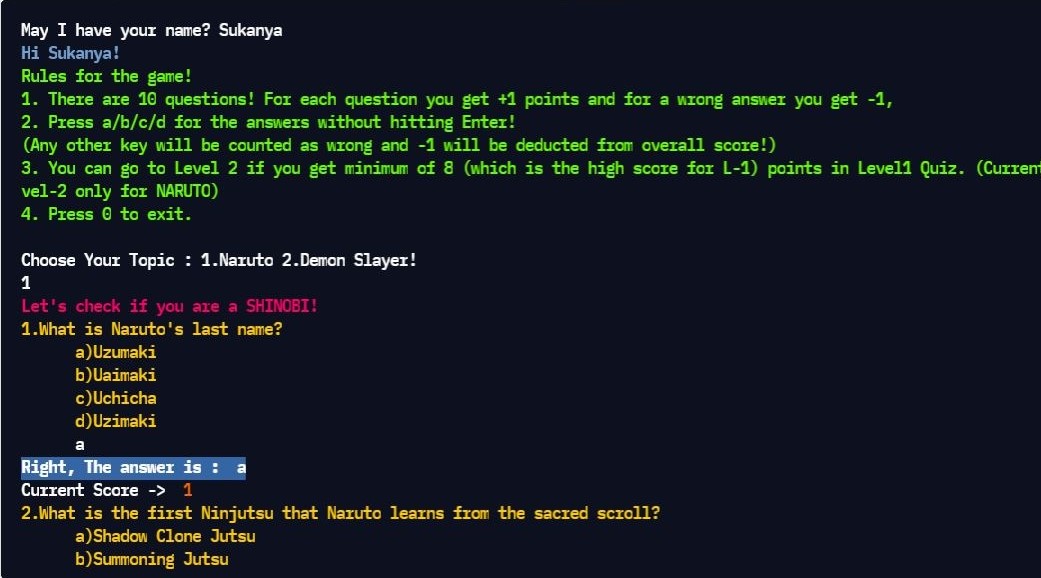 May I have your name? Sukanya
Hi Sukanya!
Rules for the game!
1. There are 10 questions! For each question you get +1 points and for a wrong answer you get -1,
2. Press a/b/c/d for the answers without hitting Enter!
(Any other key will be counted as wrong and -1 will be deducted from overall score!)
3. You can go to Level 2 if you get minimum of 8 (which is the high score for L-1) points in Level1 Quiz. (Current
vel-2 only for NARUTO)
4. Press 0 to exit.
Choose Your Topic : 1.Naruto 2.Demon Slayer!
1
Let's check if you are a SHINOBI!
1.What is Naruto's last name?
a)Uzumaki
b)Uaimaki
c)Uchicha
d)Uzimaki
a
Right, The answer is : a
Current Score -> 1
2.What is the first Ninjutsu that Naruto learns from the sacred scroll?
a)Shadow Clone Jutsu
b)Summoning Jutsu